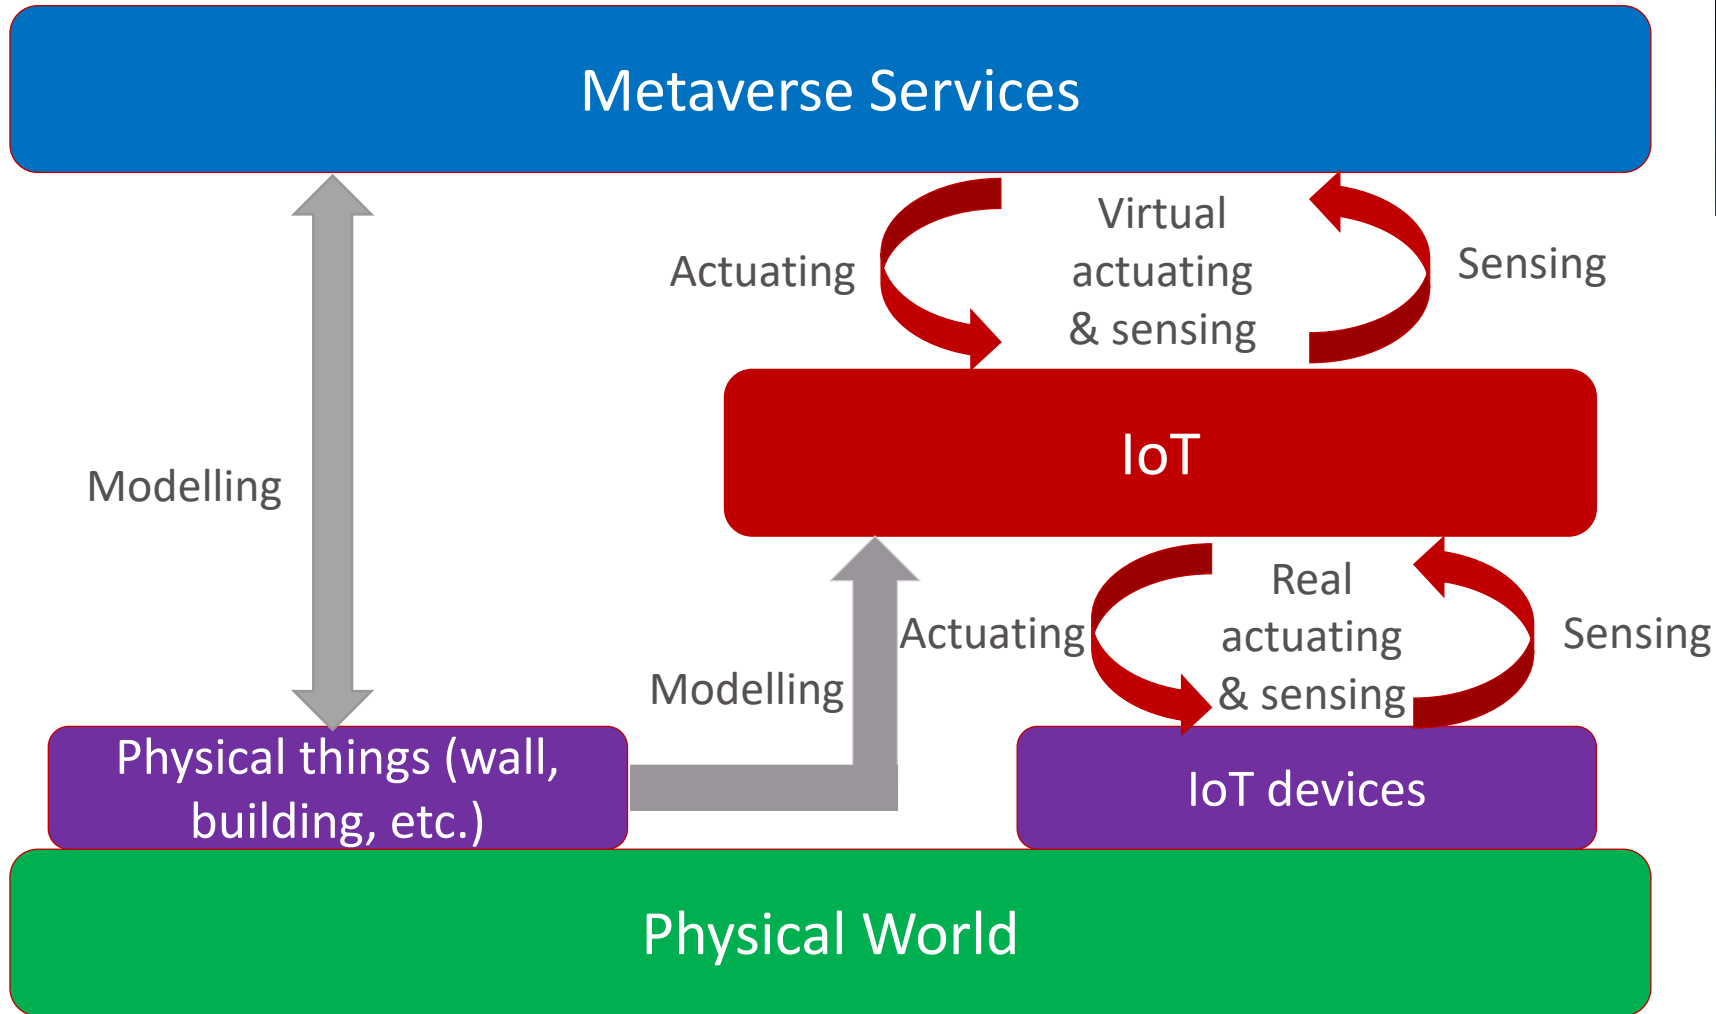 Metaverse Services
Actuating
Virtual
actuating
& sensing
Sensing
IoT
Modelling
Modelling
Actuating
Real
actuating
& sensing
Sensing
Physical things (wall,
building, etc.)
IoT devices
Physical World